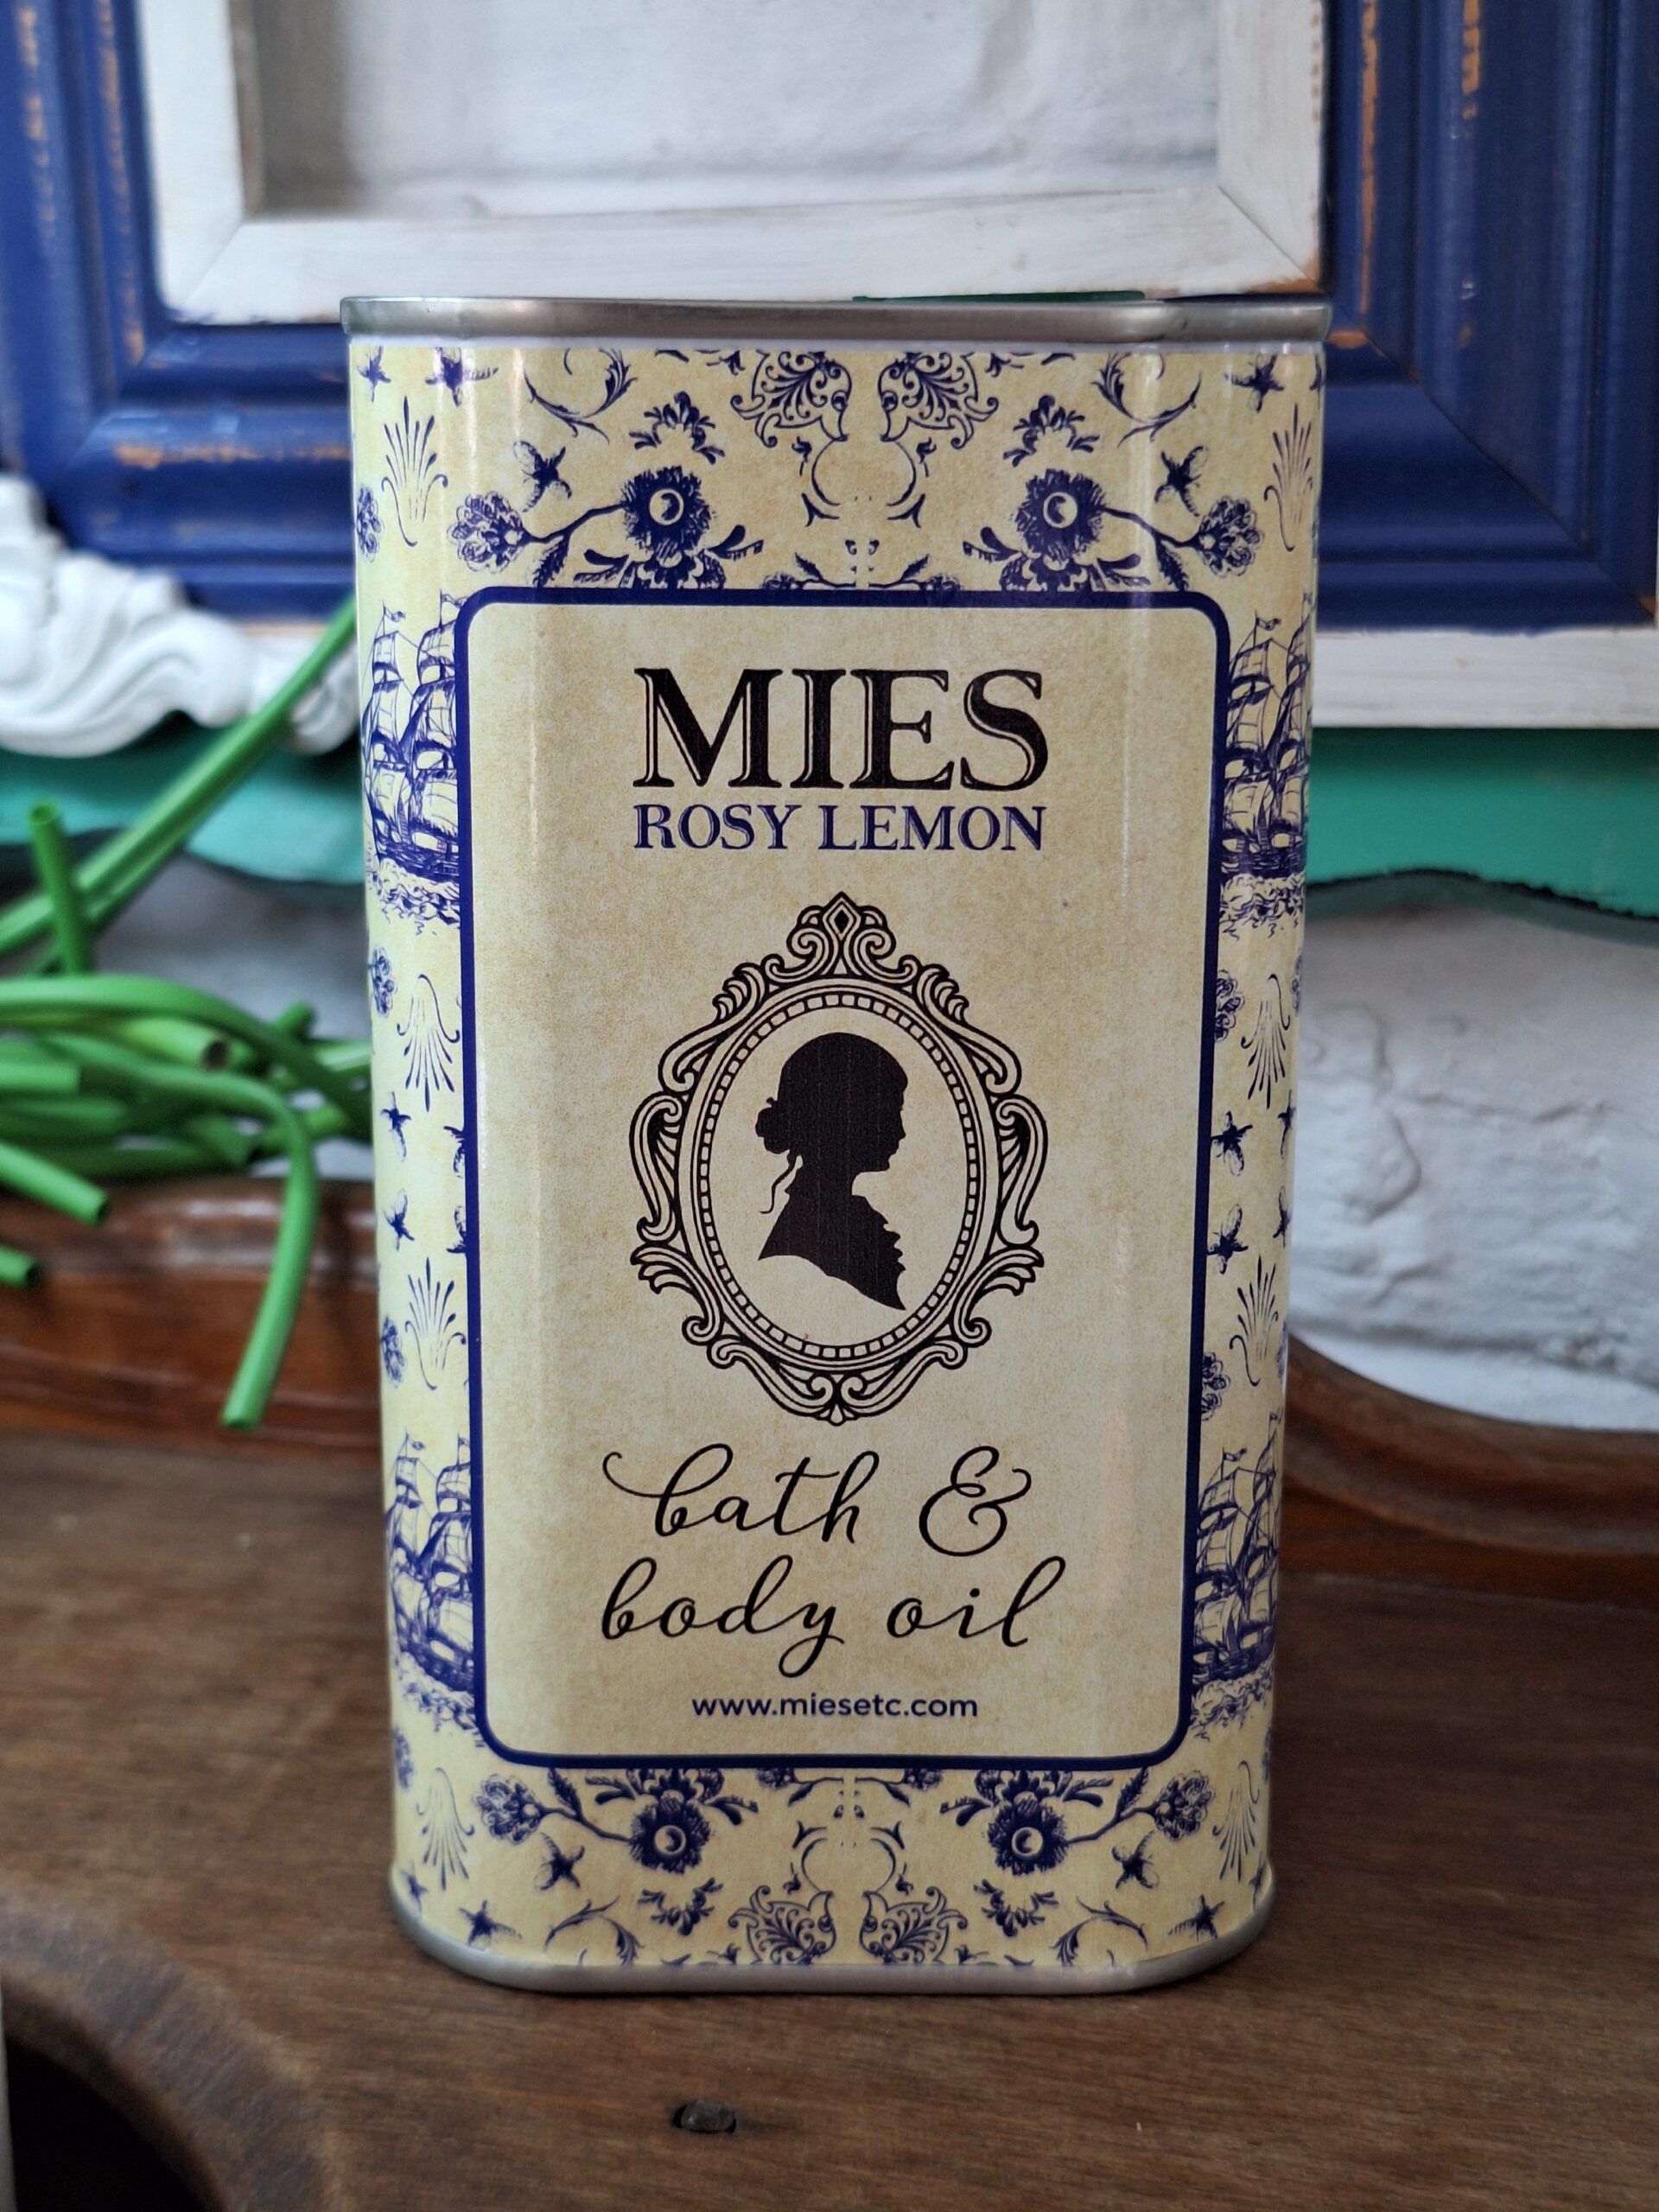 MIES
ROSY LEMON
bath &
body oil
www.miesetc.com